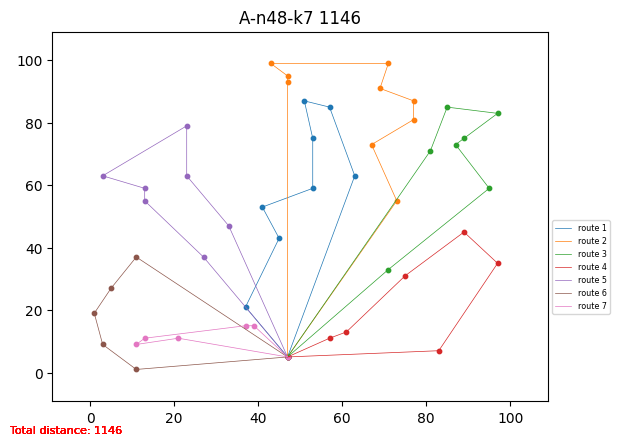 A-n48-k7 1146
100
80
60
40
20
0
0 20 40 60 80 100
route 1
route 2
route 3
route 4
route 5
route 6
route 7
Total distance: 1146